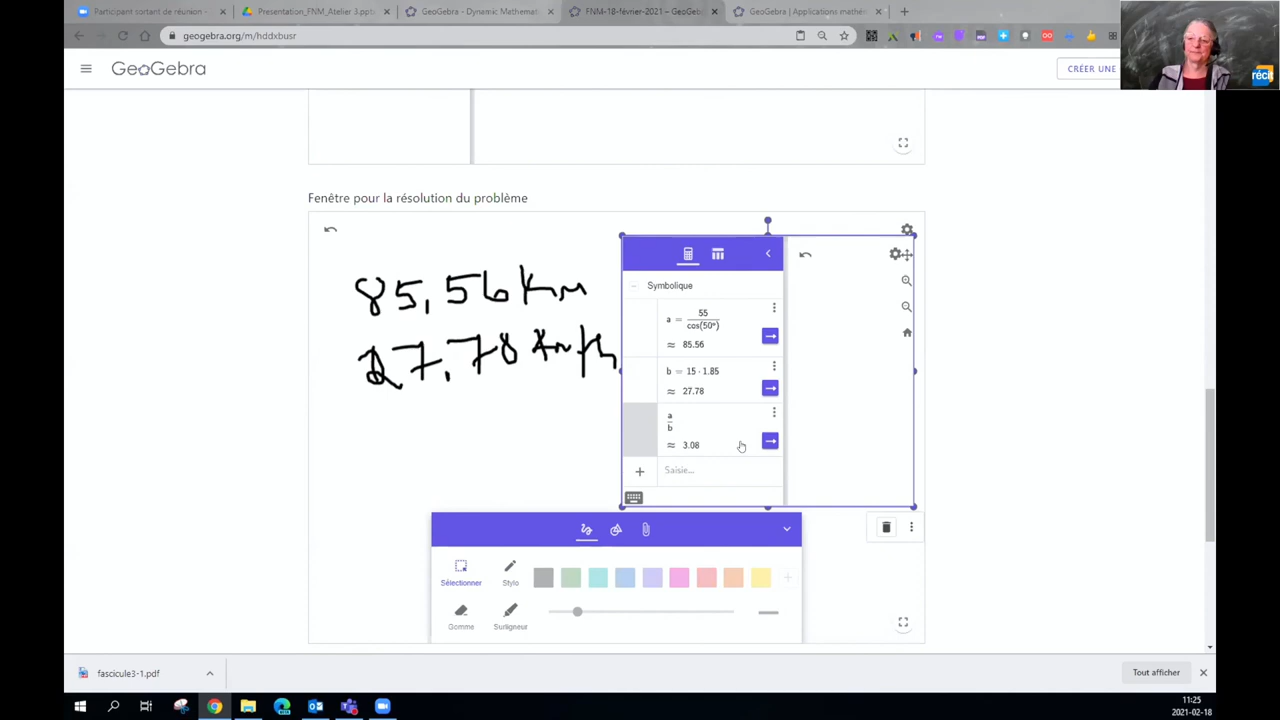 Participant sortant de réunion -
Presentation_FNM_Atelier 3.pptx
GeoGebra - Dynamic Mathemat
FNM-18-février-2021 – GeoGeb
GeoGebra | Applications mathém
geogebra.org/m/hddxbusr
GeoGebra
CRÉER UNE
récit
Fenêtre pour la résolution du problème
85,56 km
27,78 km/h
Symbolique
a = 55 / cos(50°)
≈ 85.56
b = 15 · 1.85
≈ 27.78
a
b
≈ 3.08
Saisie...
Sélectionner
Stylo
Gomme
Surligneur
fascicule3-1.pdf
Tout afficher
11:25
2021-02-18